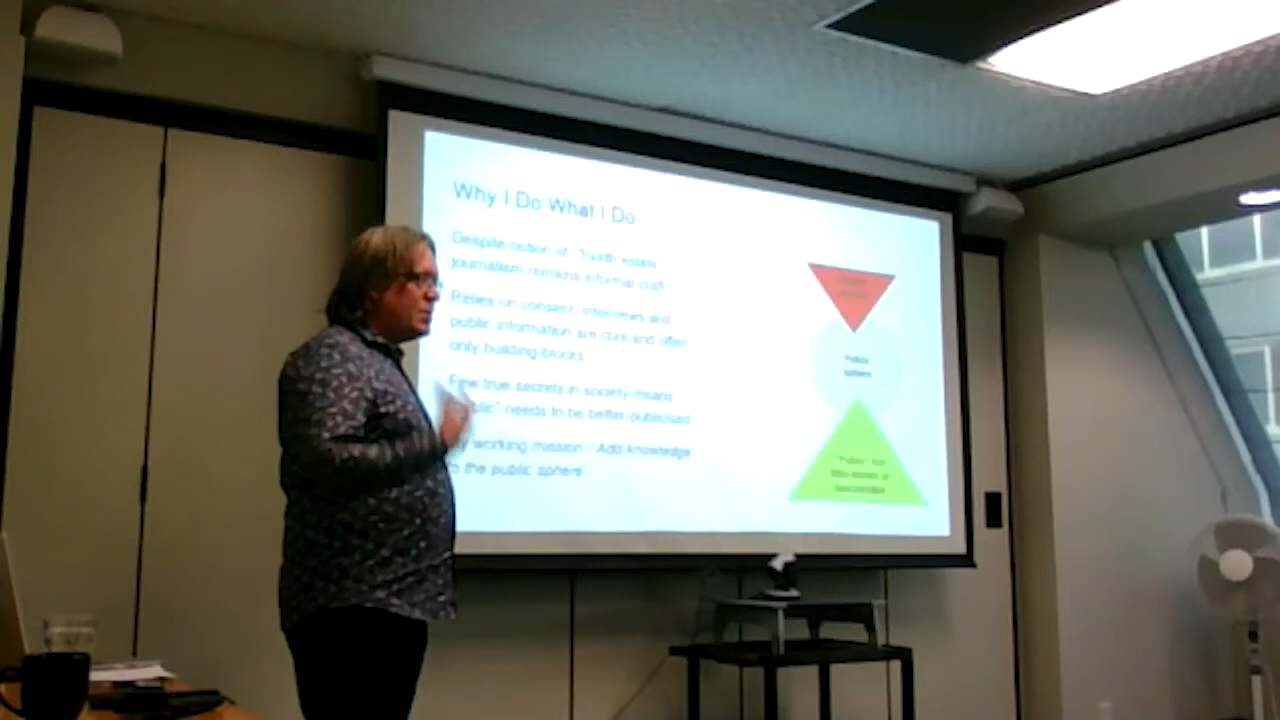 Why I Do What I Do
Despite notion of "fourth estate"
journalism remains informal craft
Relies on consent. Interviews and
public information are core and often
only building-blocks
Few true secrets in society means
needs to be better-publicised
working mission: "Add knowledge
the public sphere"
Public
sphere
"Public" but